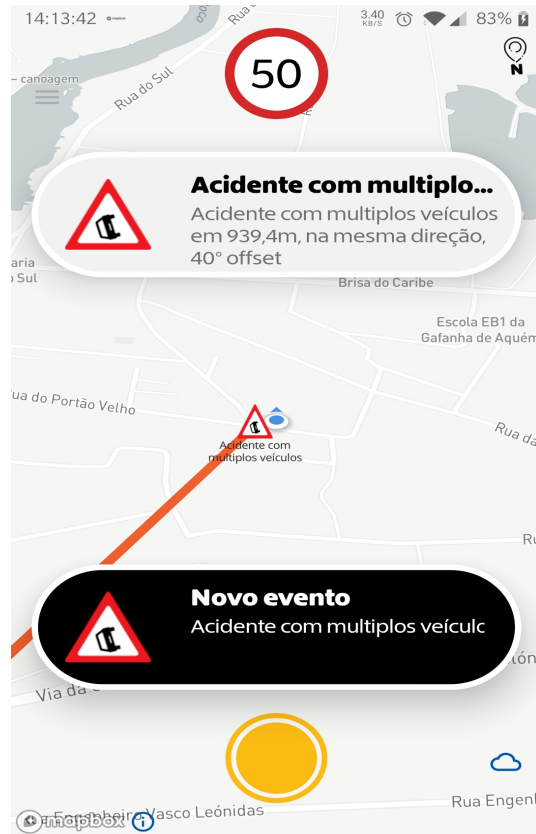 14:13:42
3.40
KB/S
83%
50
N
- canoagem
Rua do Sul
Acidente com multiplo...
Acidente com multiplos veículos
em 939,4m, na mesma direção,
40° offset
aria
o Sul
Brisa do Caribe
Escola EB1 da
Gafanha de Aquém
ua do Portão Velho
Rua da
Acidente com
multiplos veículos
Ru
Novo evento
Acidente com multiplos veículc
tón
Via da
Engenheiro Vasco Leónidas
Rua Engenh
mapbox